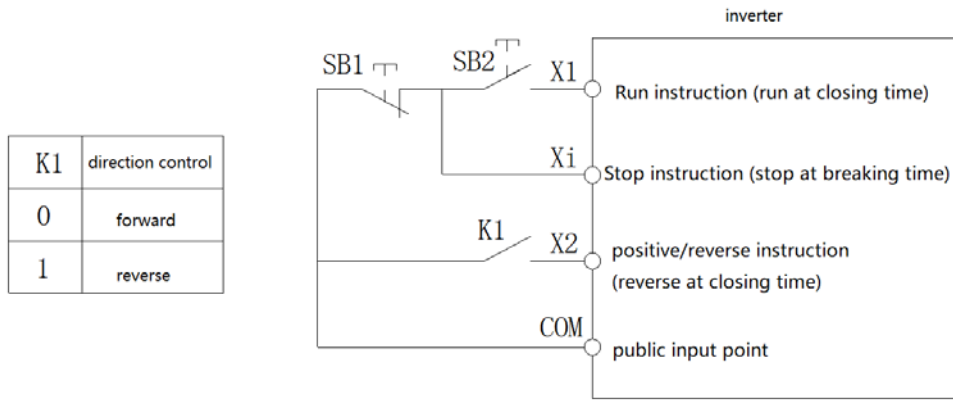 inverter
SB1
SB2
X1
Run instruction (run at closing time)
K1 direction control
0 forward
1 reverse
Xi
Stop instruction (stop at breaking time)
K1
X2
positive/reverse instruction
(reverse at closing time)
COM
public input point